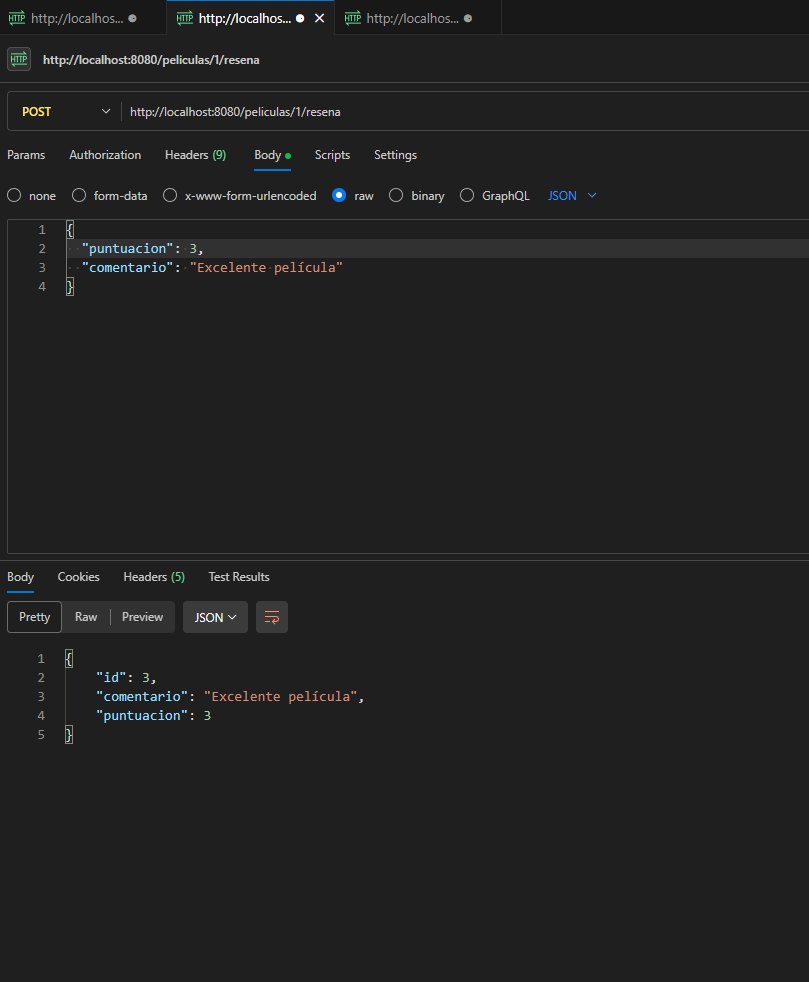 HTTP http://localhos...
HTTP http://localhos...
HTTP http://localhos...
HTTP http://localhost:8080/peliculas/1/resena
POST http://localhost:8080/peliculas/1/resena
Params Authorization Headers (9) Body Scripts Settings
none form-data x-www-form-urlencoded raw binary GraphQL JSON
1 {
2 "puntuacion": 3,
3 "comentario": "Excelente película"
4 }
Body Cookies Headers (5) Test Results
Pretty Raw Preview JSON
1 {
2 "id": 3,
3 "comentario": "Excelente película",
4 "puntuacion": 3
5 }